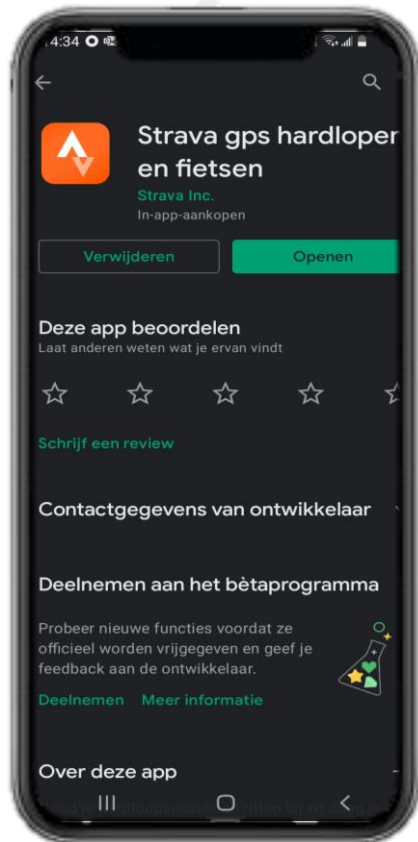 4:34
Strava gps hardlopen
en fietsen
Strava Inc.
In-app-aankopen
Verwijderen
Openen
Deze app beoordelen
Laat anderen weten wat je ervan vindt
Schrijf een review
Contactgegevens van ontwikkelaar
Deelnemen aan het bètaprogramma
Probeer nieuwe functies voordat ze
officieel worden vrijgegeven en geef je
feedback aan de ontwikkelaar.
Deelnemen Meer informatie
Over deze app